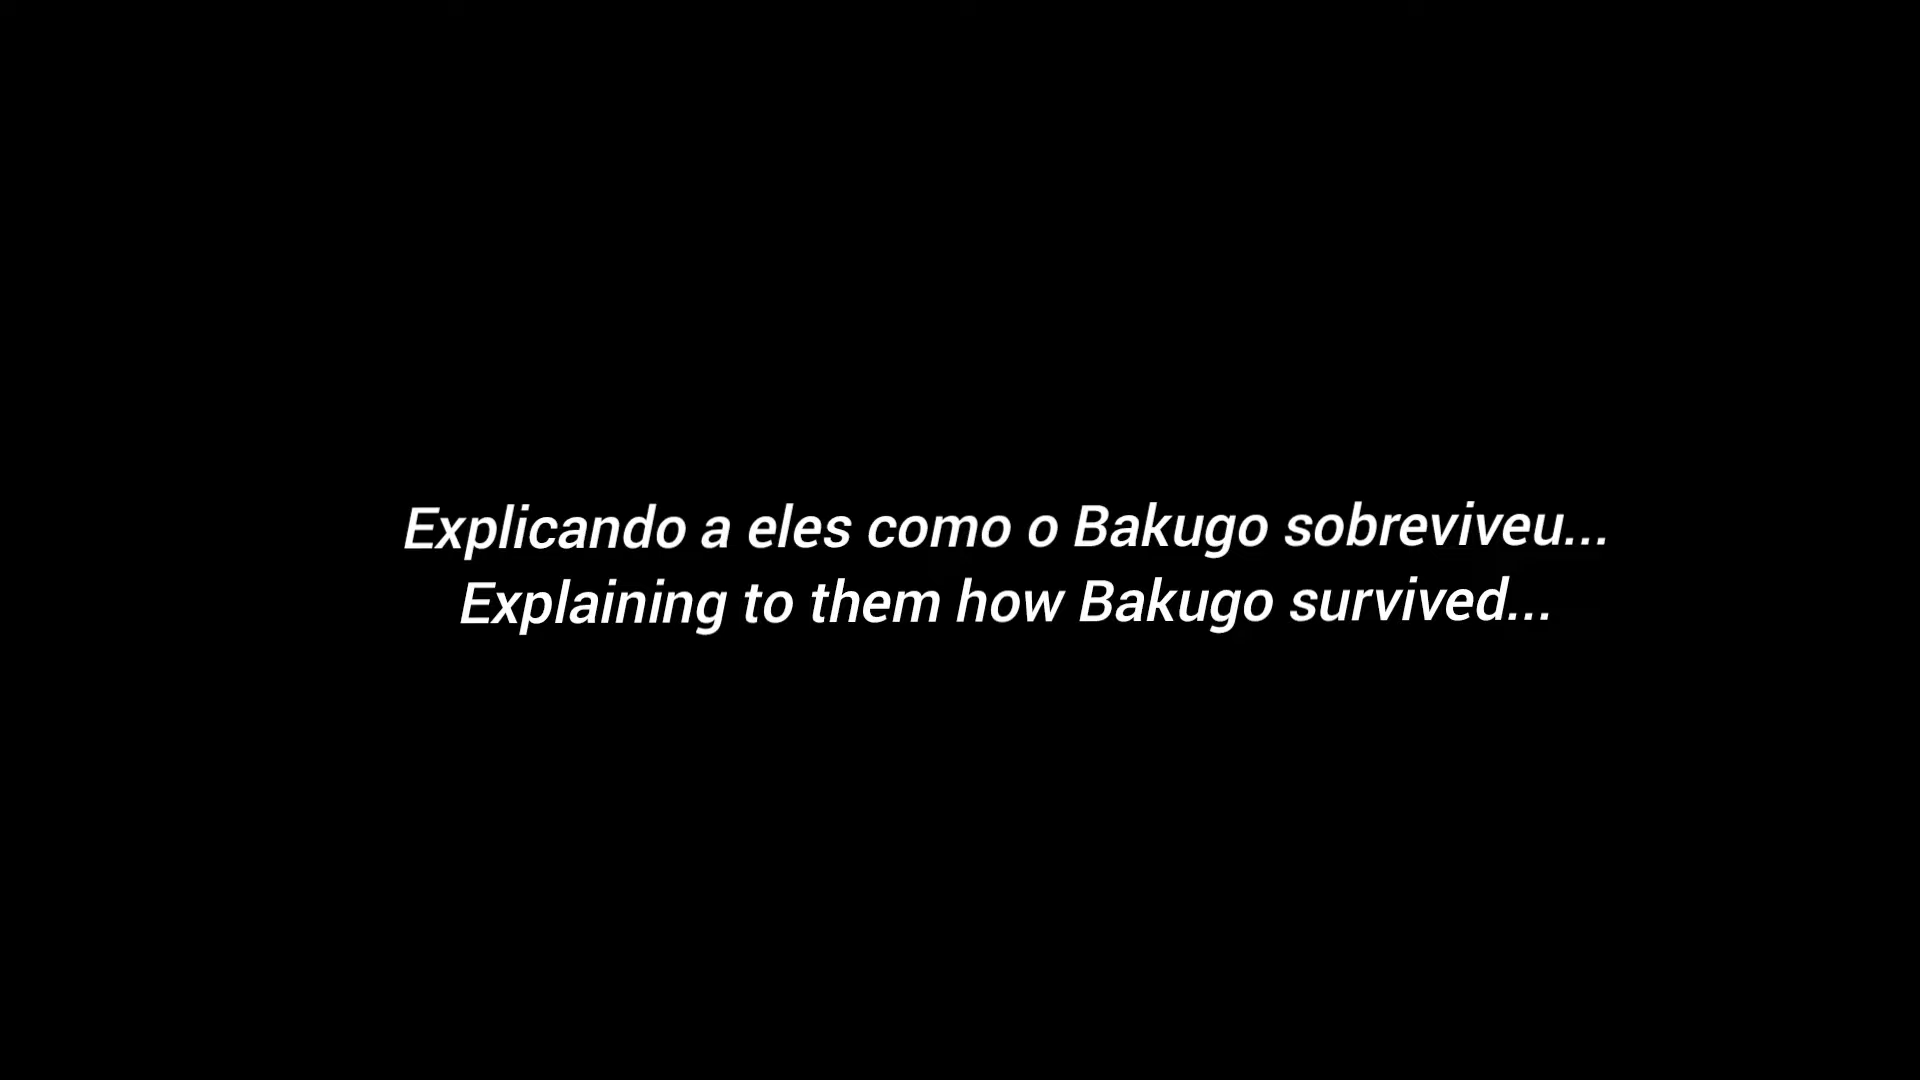 Explicando a eles como o Bakugo sobreviveu...
Explaining to them how Bakugo survived...